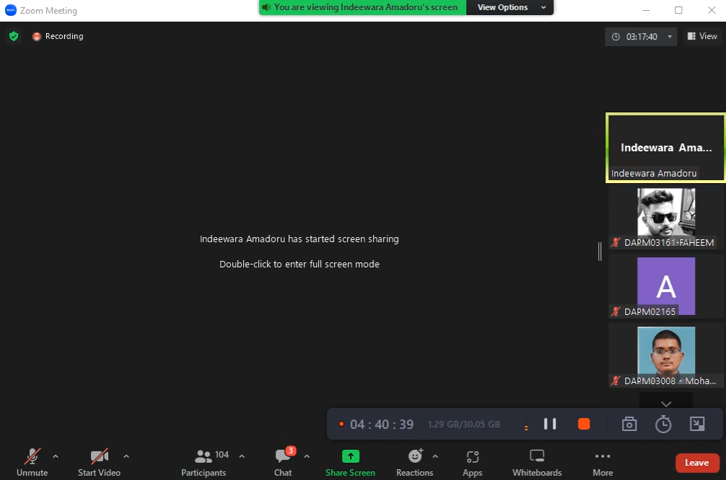 Zoom Meeting
You are viewing Indeewara Amadoru's screen
View Options
Recording
03:17:40
View
Indeewara Ama...
Indeewara Amadoru
DAPM03161-FAHEEM
A
DAPM02165
DAPM03008 - Moha...
Indeewara Amadoru has started screen sharing
Double-click to enter full screen mode
04:40:39
1.29 GB/30.05 GB
Unmute
Start Video
104
Participants
3
Chat
Share Screen
Reactions
Apps
Whiteboards
More
Leave